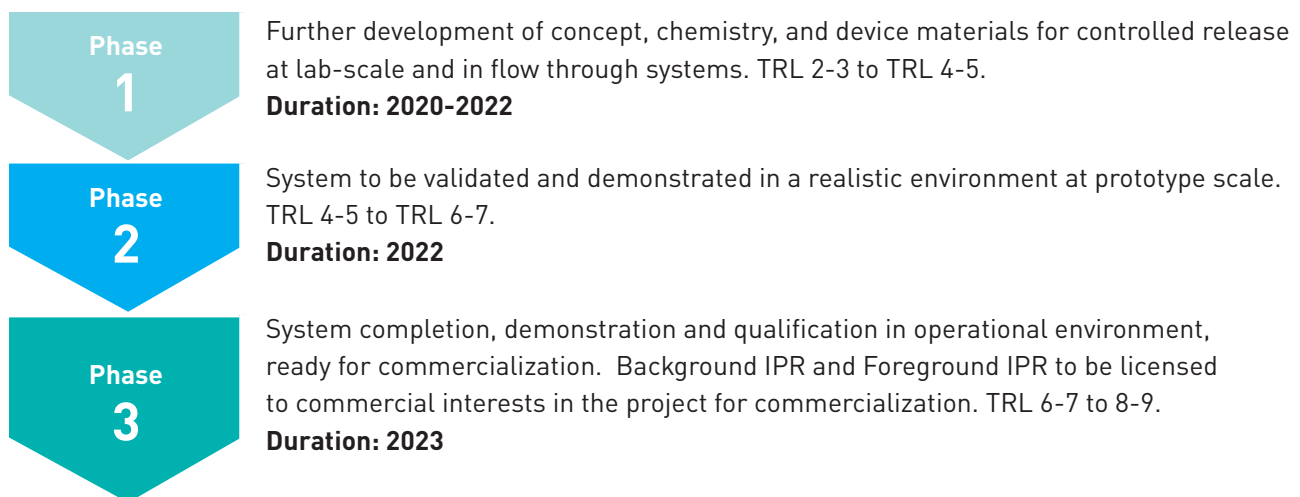 Phase
1
Further development of concept, chemistry, and device materials for controlled release
at lab-scale and in flow through systems. TRL 2-3 to TRL 4-5.
Duration: 2020-2022
Phase
2
System to be validated and demonstrated in a realistic environment at prototype scale.
TRL 4-5 to TRL 6-7.
Duration: 2022
Phase
3
System completion, demonstration and qualification in operational environment,
ready for commercialization.  Background IPR and Foreground IPR to be licensed
to commercial interests in the project for commercialization. TRL 6-7 to 8-9.
Duration: 2023